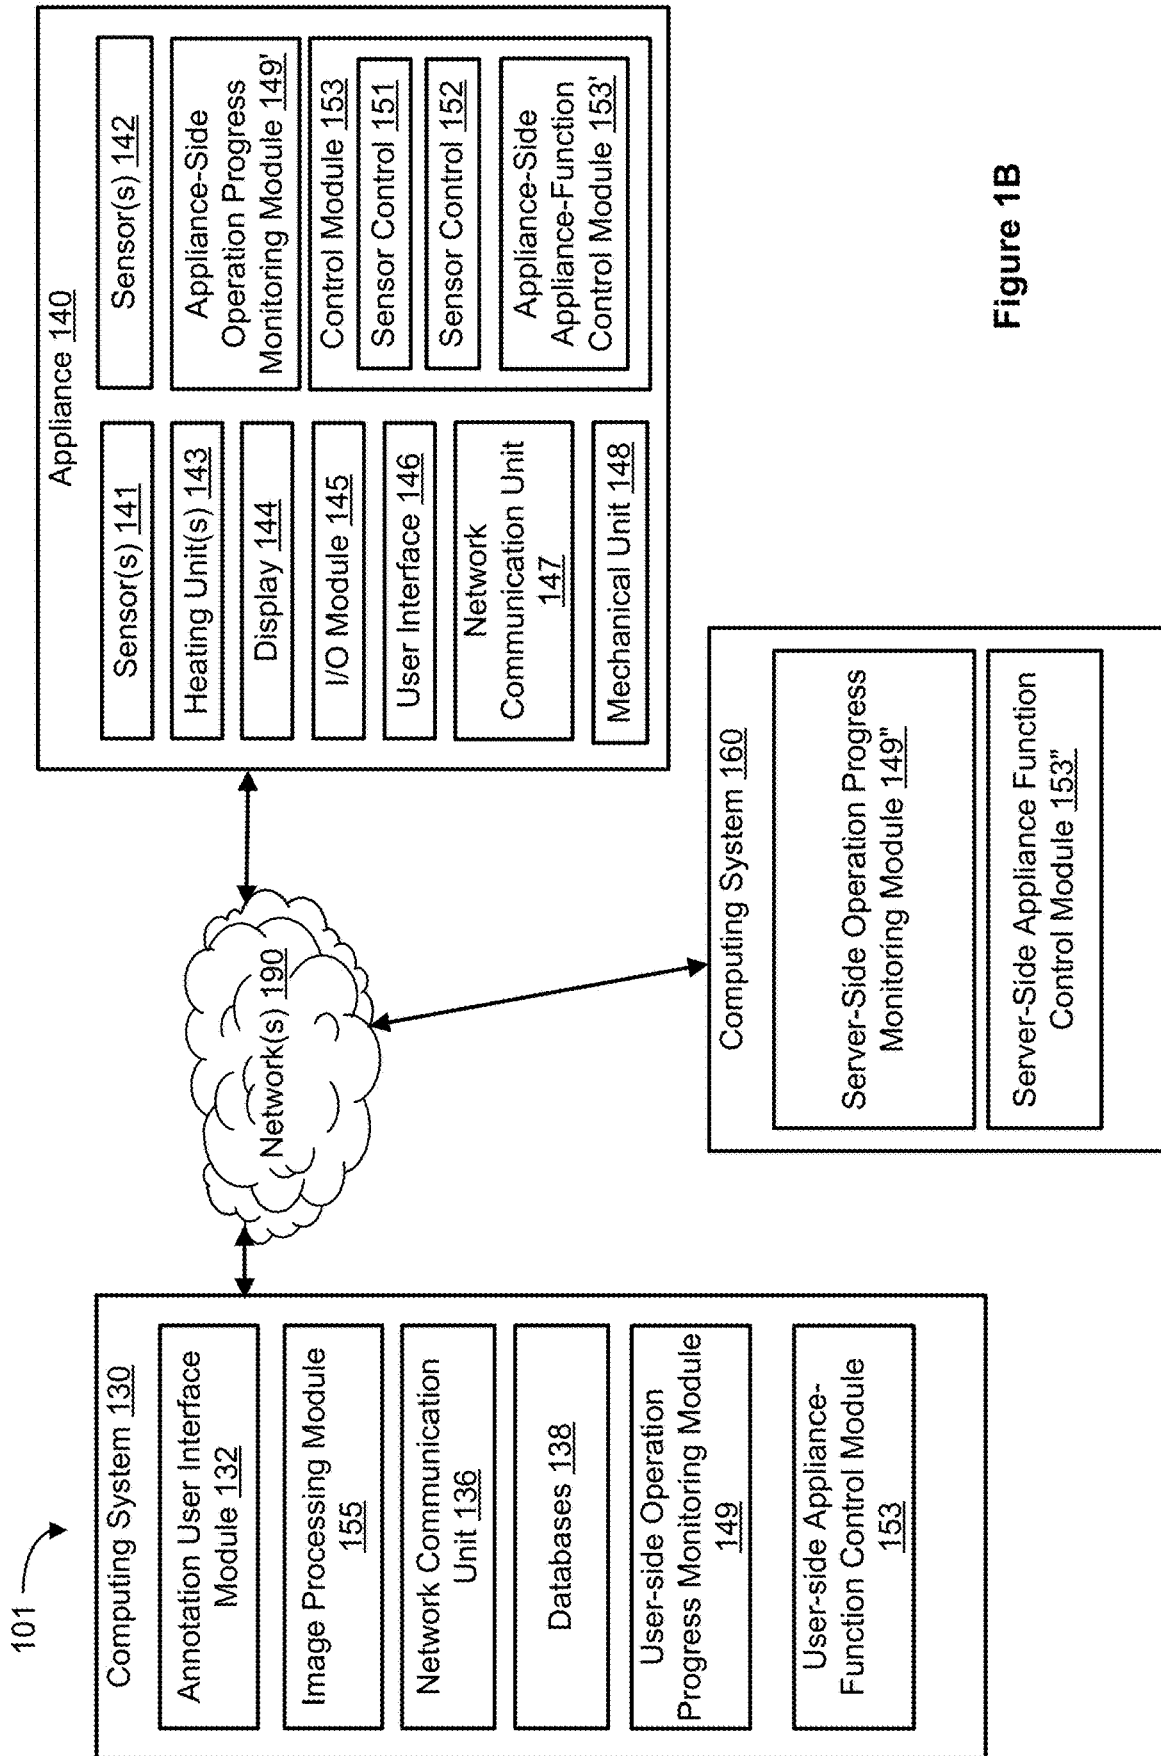 101
Computing System 130
Annotation User Interface
Module 132
Image Processing Module
155
Network Communication
Unit 136
Databases 138
User-side Operation
Progress Monitoring Module
149
User-side Appliance-
Function Control Module
153
Network(s) 190
Appliance 140
Sensor(s) 141
Heating Unit(s) 143
Display 144
I/O Module 145
User Interface 146
Network
Communication Unit
147
Mechanical Unit 148
Sensor(s) 142
Appliance-Side
Operation Progress
Monitoring Module 149'
Control Module 153
Sensor Control 151
Sensor Control 152
Appliance-Side
Appliance-Function
Control Module 153'
Computing System 160
Server-Side Operation Progress
Monitoring Module 149"
Server-Side Appliance Function
Control Module 153"
Figure 1B